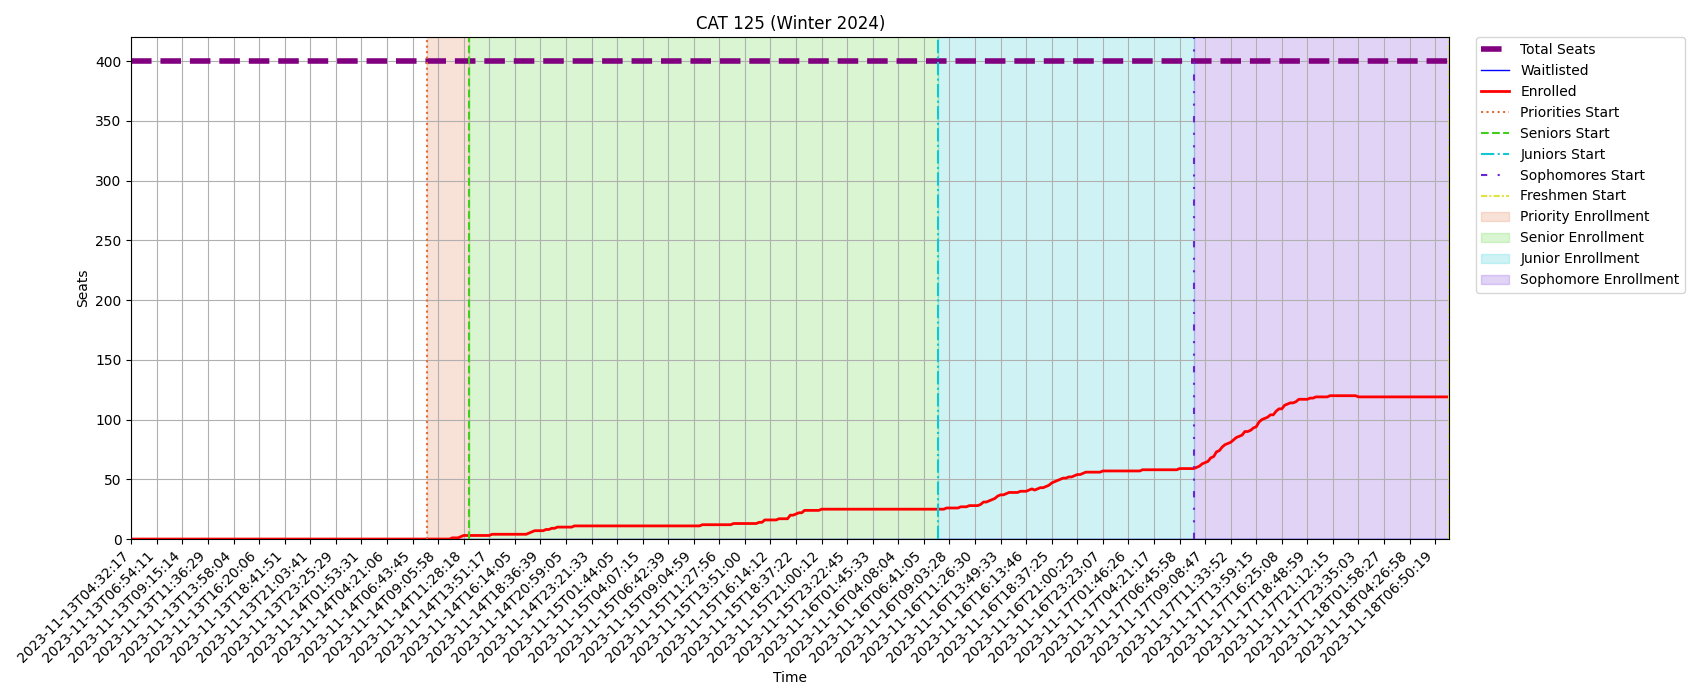 CAT 125 (Winter 2024)
Seats
400
350
300
250
200
150
100
50
0
2023-11-13T04:32:17
2023-11-13T06:54:11
2023-11-13T09:15:14
2023-11-13T11:36:29
2023-11-13T13:58:04
2023-11-13T16:20:06
2023-11-13T18:41:51
2023-11-13T21:03:41
2023-11-13T23:25:29
2023-11-14T01:53:31
2023-11-14T04:21:06
2023-11-14T06:43:45
2023-11-14T09:05:58
2023-11-14T11:28:18
2023-11-14T13:51:17
2023-11-14T16:14:05
2023-11-14T18:36:39
2023-11-14T20:59:05
2023-11-14T23:21:33
2023-11-15T01:44:05
2023-11-15T04:07:15
2023-11-15T06:42:39
2023-11-15T09:04:59
2023-11-15T11:27:56
2023-11-15T13:51:00
2023-11-15T16:14:12
2023-11-15T18:37:22
2023-11-15T21:00:12
2023-11-15T23:22:45
2023-11-16T01:45:33
2023-11-16T04:08:04
2023-11-16T06:41:05
2023-11-16T09:03:28
2023-11-16T11:26:30
2023-11-16T13:49:33
2023-11-16T16:13:46
2023-11-16T18:37:25
2023-11-16T21:00:25
2023-11-16T23:23:07
2023-11-17T01:46:26
2023-11-17T04:21:17
2023-11-17T06:45:58
2023-11-17T09:08:47
2023-11-17T11:33:52
2023-11-17T13:59:15
2023-11-17T16:25:08
2023-11-17T18:48:59
2023-11-17T21:12:15
2023-11-17T23:35:03
2023-11-18T01:58:27
2023-11-18T04:26:58
2023-11-18T06:50:19
Time
Total Seats
Waitlisted
Enrolled
Priorities Start
Seniors Start
Juniors Start
Sophomores Start
Freshmen Start
Priority Enrollment
Senior Enrollment
Junior Enrollment
Sophomore Enrollment